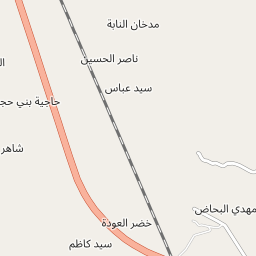 مدخان النابة
ناصر الحسين
سيد عباس
حاجية بني حج
شاهر
مهدي البحاض
خضر العودة
سيد كاظم